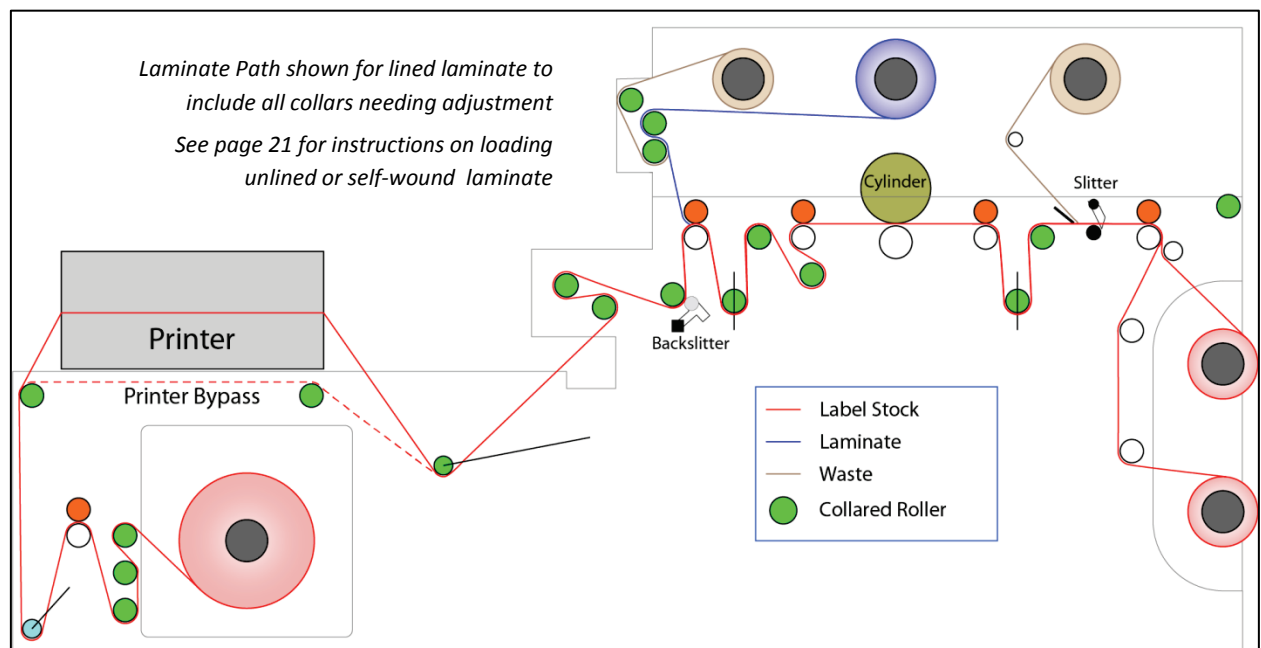 Laminate Path shown for lined laminate to
include all collars needing adjustment
See page 21 for instructions on loading
unlined or self-wound laminate
Cylinder
Slitter
Backslitter
Printer
Printer Bypass
Label Stock
Laminate
Waste
Collared Roller